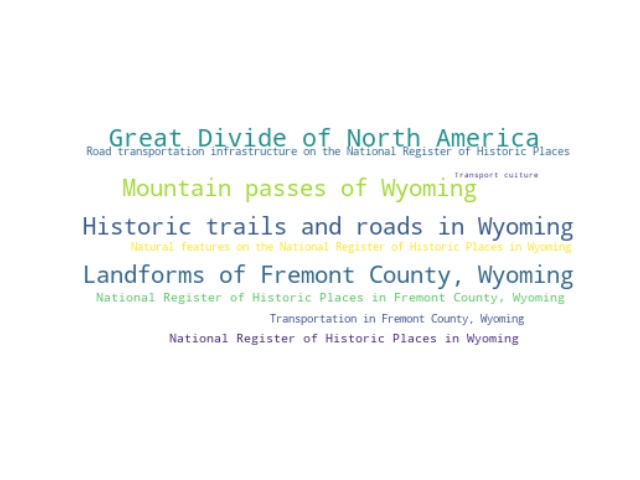 Great Divide of North America
Road transportation infrastructure on the National Register of Historic Places
Transport culture
Mountain passes of Wyoming
Historic trails and roads in Wyoming
Natural features on the National Register of Historic Places in Wyoming
Landforms of Fremont County, Wyoming
National Register of Historic Places in Fremont County, Wyoming
Transportation in Fremont County, Wyoming
National Register of Historic Places in Wyoming